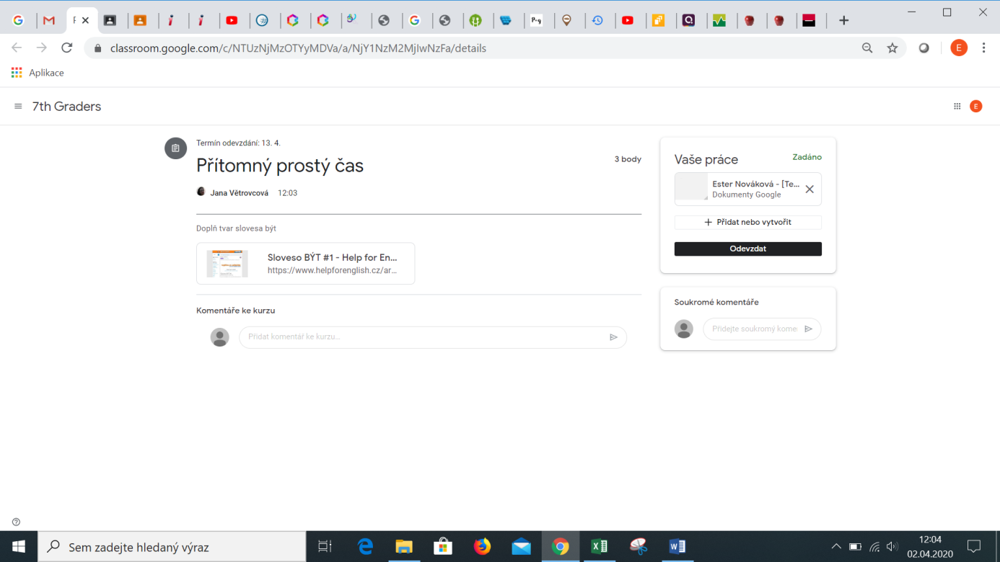 classroom.google.com/c/NTUzNjMzOTYyMDVa/a/NjY1NzM2MjIwNzFa/details
E
Aplikace
7th Graders
E
Termín odevzdání: 13. 4.
Přítomný prostý čas
3 body
Jana Větrovcová 12:03
Doplň tvar slovesa být
Sloveso BÝT #1 - Help for En...
https://www.helpforenglish.cz/ar...
Komentáře ke kurzu
Přidat komentář ke kurzu...
Vaše práce
Zadáno
Ester Nováková - [Te...
Dokumenty Google
+ Přidat nebo vytvořit
Odevzdat
Soukromé komentáře
Přidejte soukromý kome
Sem zadejte hledaný výraz
12:04
02.04.2020